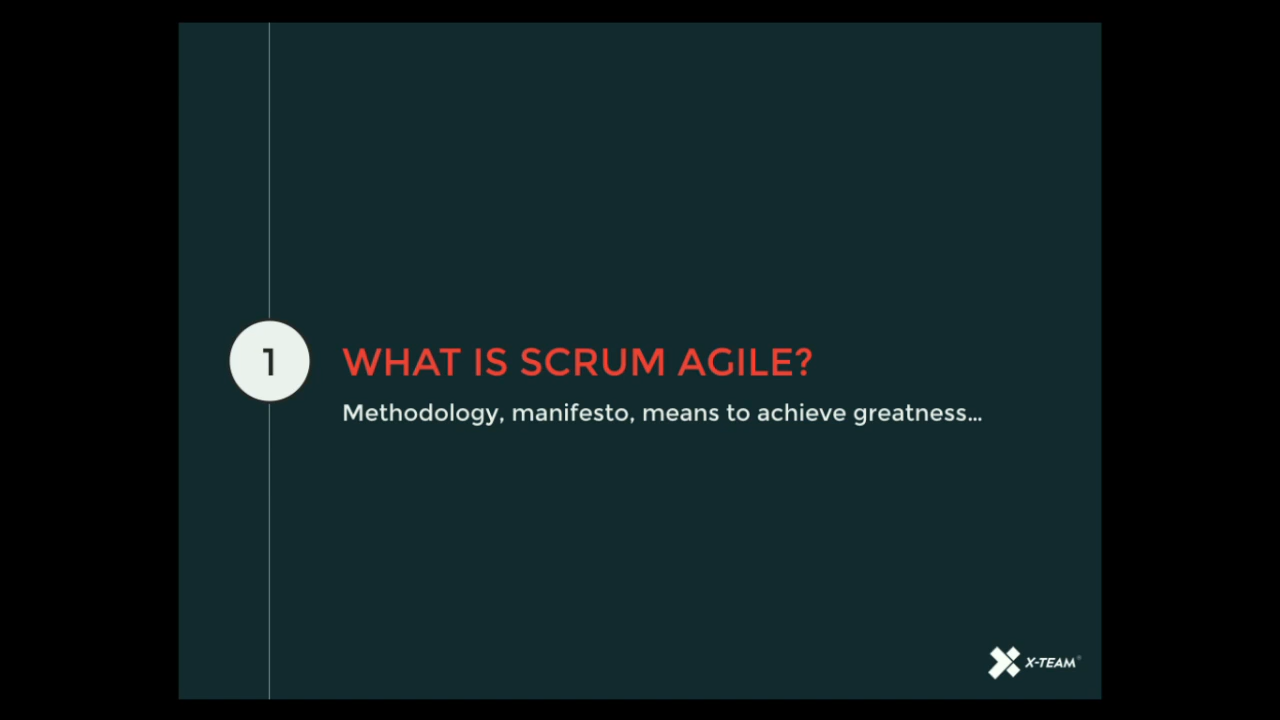 1
WHAT IS SCRUM AGILE?
Methodology, manifesto, means to achieve greatness...
X-TEAM®